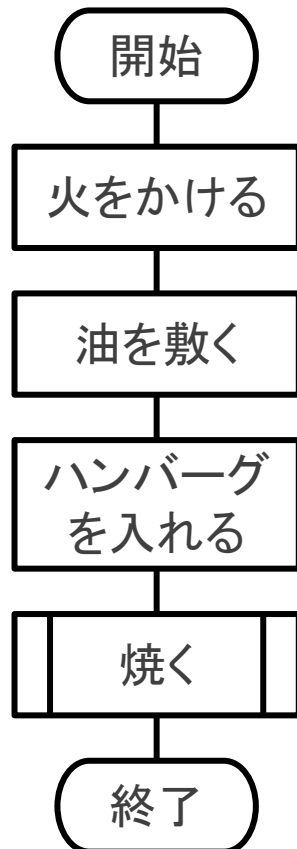 開始
火をかける
油を敷く
ハンバーグ
を入れる
焼く
終了